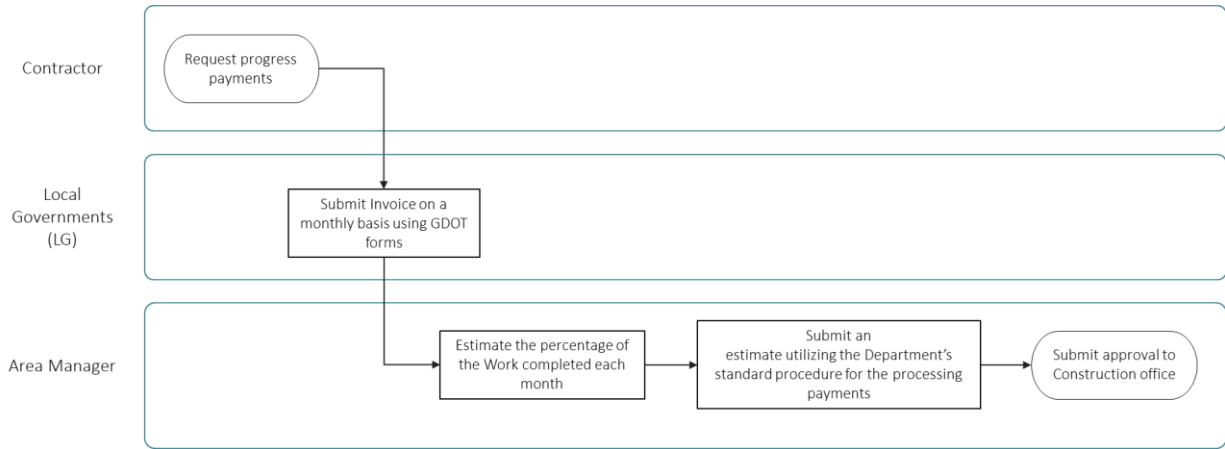 Contractor
Request progress
payments
Local
Governments
(LG)
Submit Invoice on a
monthly basis using GDOT
forms
Area Manager
Estimate the percentage of
the Work completed each
month
Submit an
estimate utilizing the Department's
standard procedure for the processing
payments
Submit approval to
Construction office